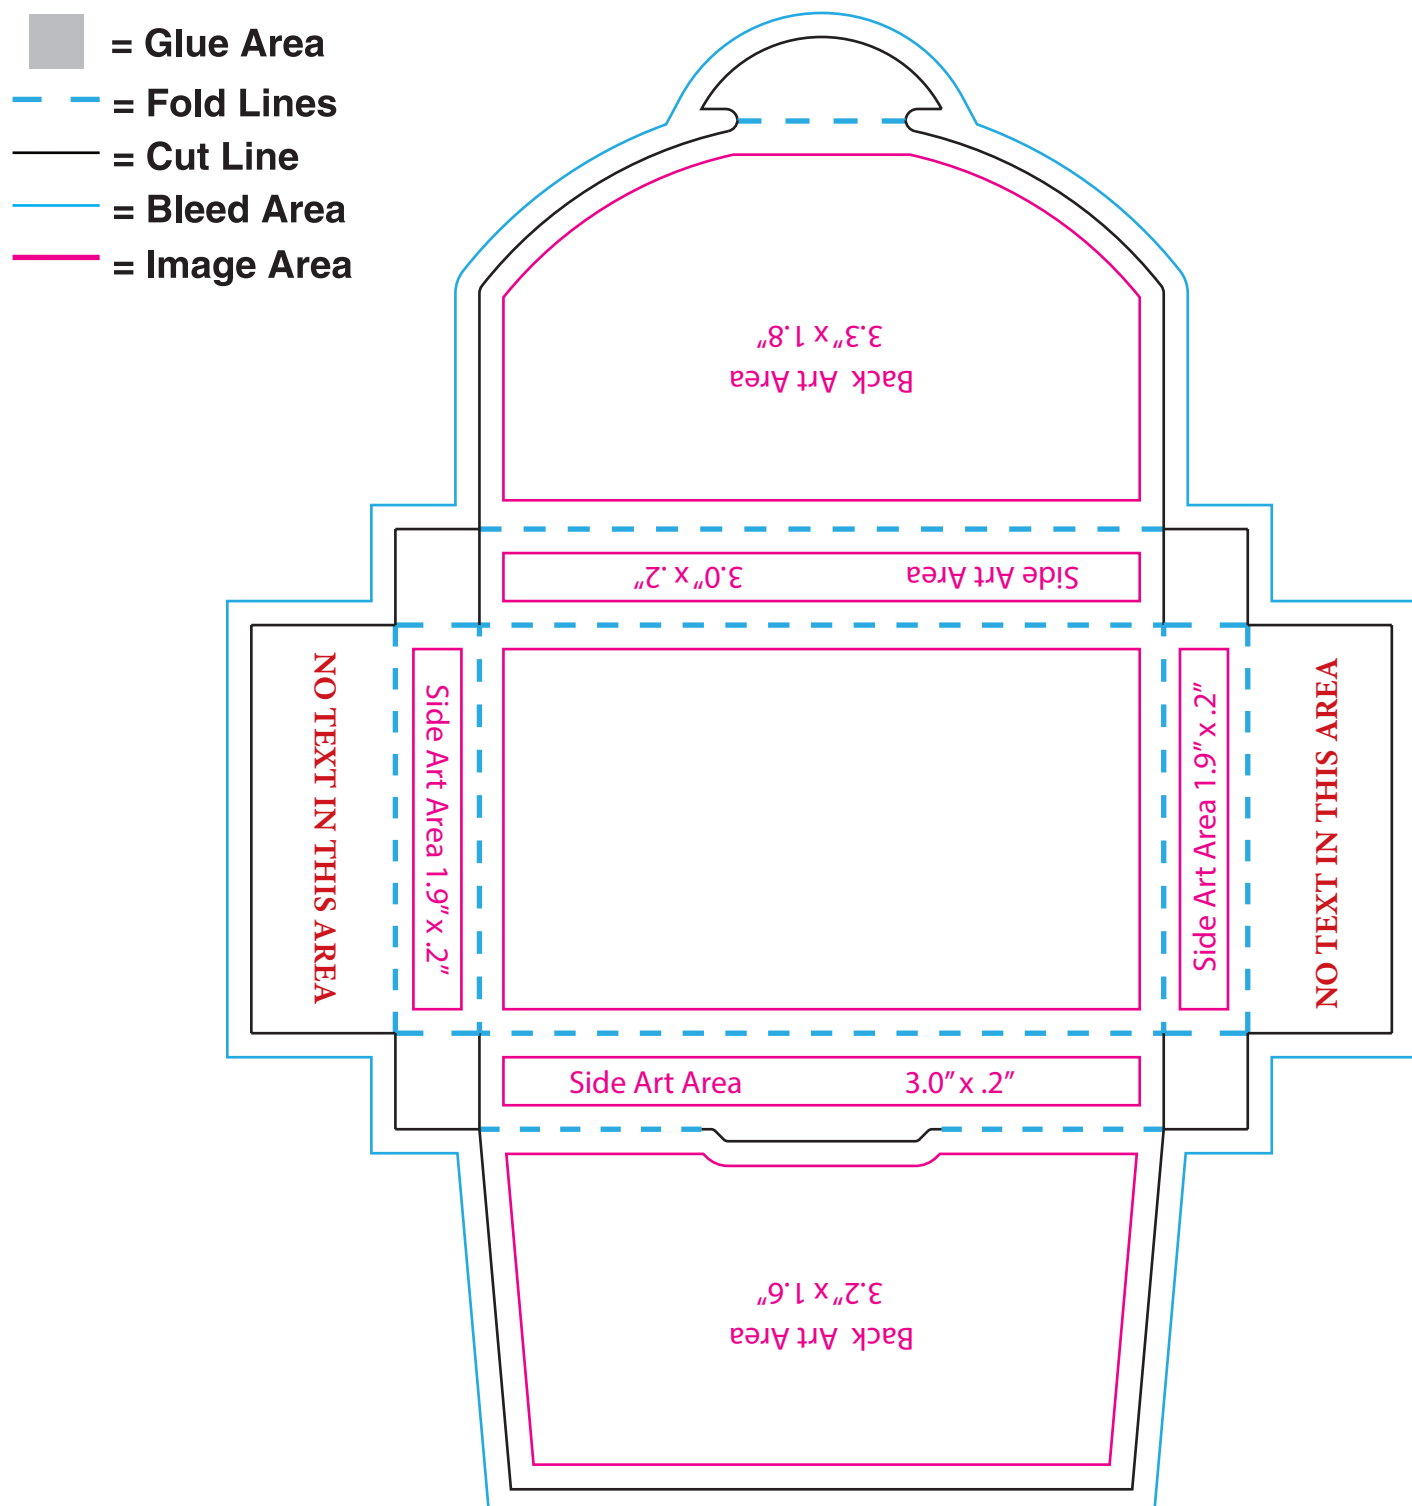 = Glue Area
= Fold Lines
= Cut Line
= Bleed Area
= Image Area
Back  Art Area
3.3” x 1.8”
Side Art Area
3.0” x .2”
NO TEXT IN THIS AREA
Side Art Area 1.9” x .2”
Side Art Area 1.9” x .2”
NO TEXT IN THIS AREA
Side Art Area
3.0” x .2”
Back  Art Area
3.2” x 1.6”